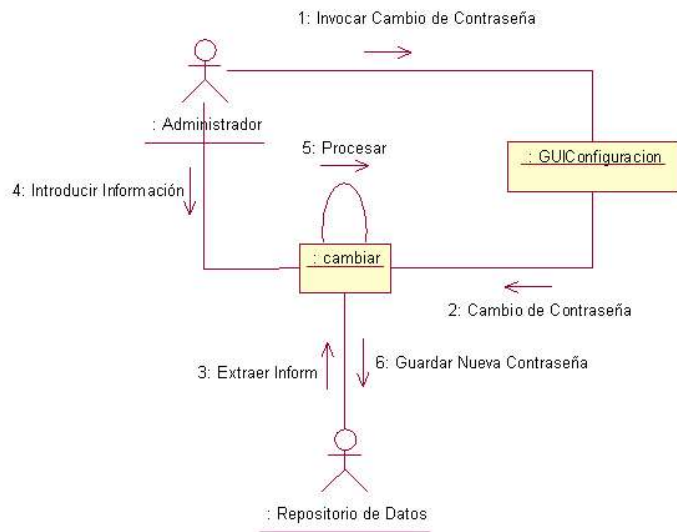 1: Invocar Cambio de Contraseña
: Administrador
5: Procesar
: GUIConfiguracion
4: Introducir Información
: cambiar
2: Cambio de Contraseña
3: Extraer Inform
6: Guardar Nueva Contraseña
: Repositorio de Datos